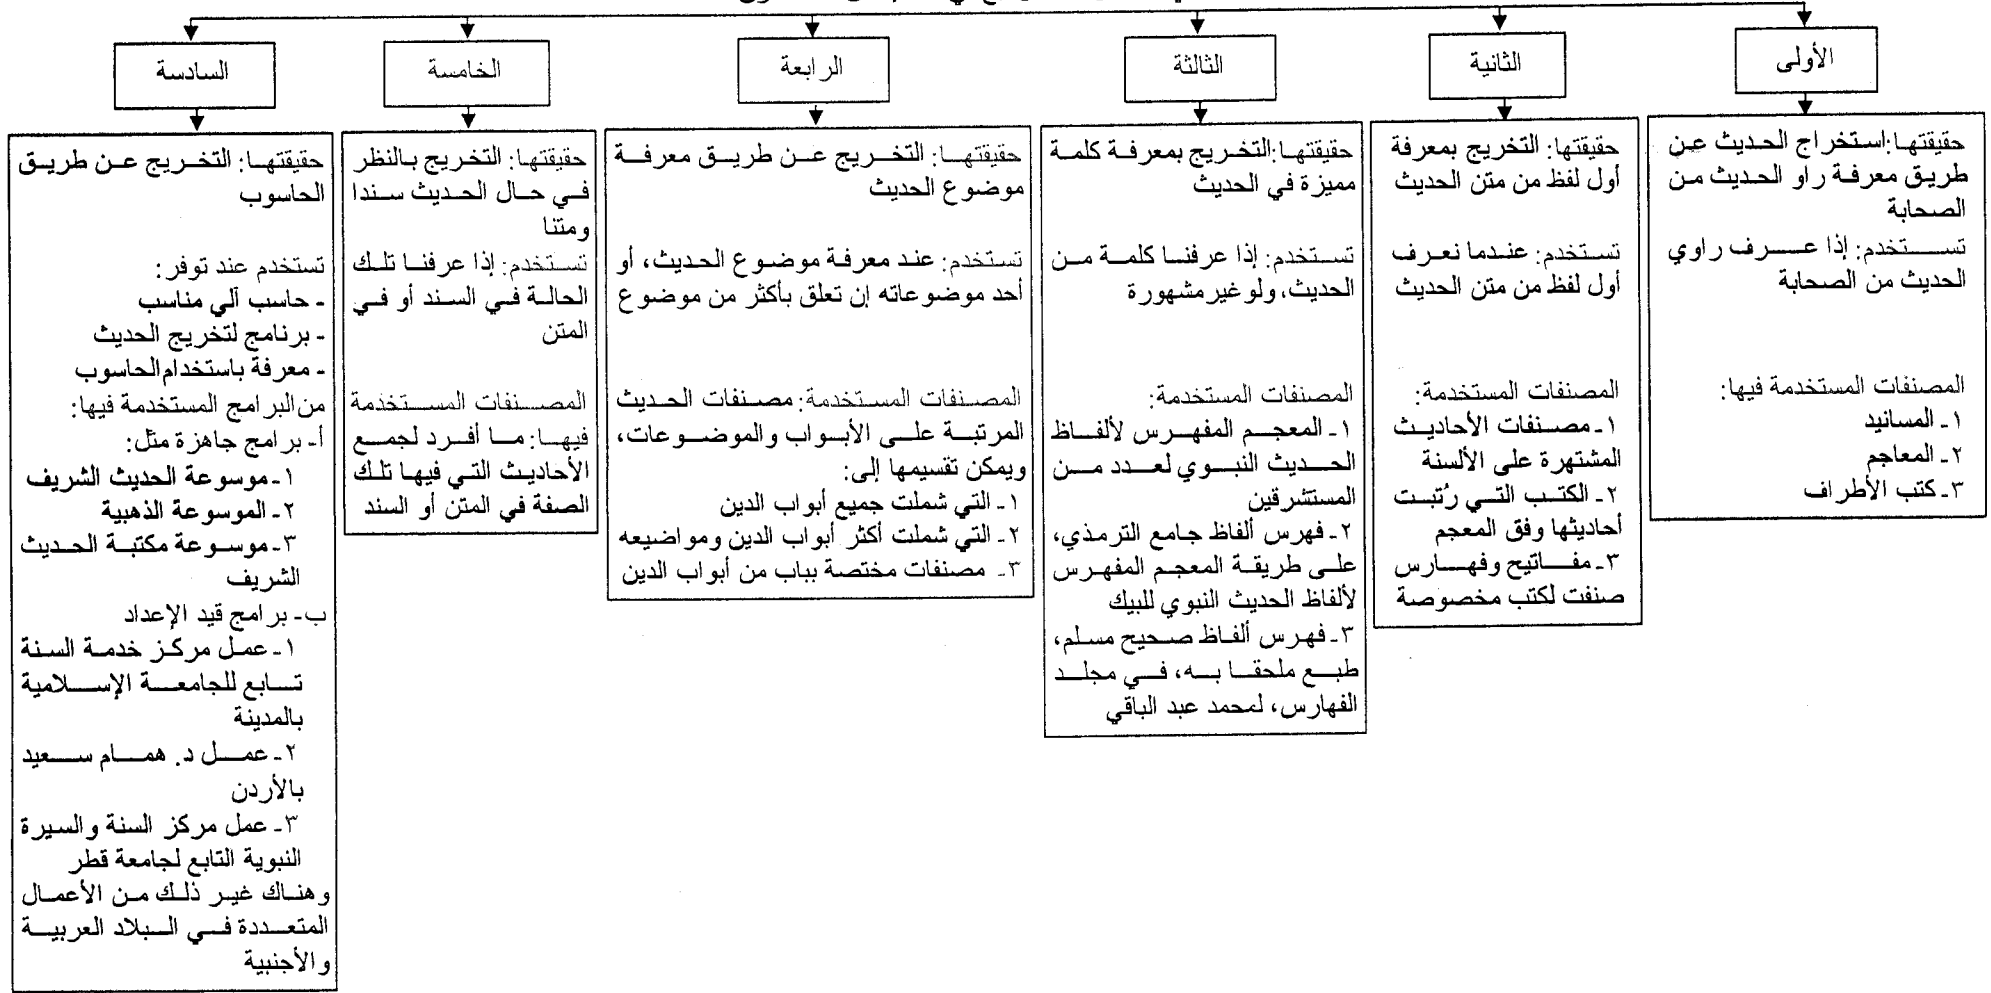 الأولى
حقيقتها: استخراج الحديث عن
طريق معرفة راو الحديث من
الصحابة
تستخدم: إذا عرف راوي
الحديث من الصحابة
المصنفات المستخدمة فيها:
١- المسانيد
٢- المعاجم
٣- كتب الأطراف
الثانية
حقيقتها: التخريج بمعرفة
أول لفظ من متن الحديث
تستخدم: عندما نعرف
أول لفظ من متن الحديث
المصنفات المستخدمة:
١- مصنفات الأحاديث
المشتهرة على الألسنة
٢- الكتب التي رُتبت
أحاديثها وفق المعجم
٣- مفاتيح وفهارس
صنفت لكتب مخصوصة
الثالثة
حقيقتها: التخريج بمعرفة كلمة
مميزة في الحديث
تستخدم: إذا عرفنا كلمة من
الحديث، ولو غير مشهورة
المصنفات المستخدمة:
١- المعجم المفهرس لألفاظ
الحديث النبوي لعدد من
المستشرقين
٢- فهرس ألفاظ جامع الترمذي،
على طريقة المعجم المفهرس
لألفاظ الحديث النبوي للبيك
٣- فهرس ألفاظ صحيح مسلم،
طبع ملحقا به، في مجلد
الفهارس، لمحمد عبد الباقي
الرابعة
حقيقتها: التخريج عن طريق معرفة
موضوع الحديث
تستخدم: عند معرفة موضوع الحديث، أو
أحد موضوعاته إن تعلق بأكثر من موضوع
المصنفات المستخدمة: مصنفات الحديث
المرتبة على الأبواب والموضوعات،
ويمكن تقسيمها إلى:
١- التي شملت جميع أبواب الدين
٢- التي شملت أكثر أبواب الدين ومواضيعه
٣- مصنفات مختصة بباب من أبواب الدين
الخامسة
حقيقتها: التخريج بالنظر
في حال الحديث سندا
ومتنا
تستخدم: إذا عرفنا تلك
الحالة في السند أو في
المتن
المصنفات المستخدمة
فيها: ما أفرد لجمع
الأحاديث التي فيها تلك
الصفة في المتن أو السند
السادسة
حقيقتها: التخريج عن طريق
الحاسوب
تستخدم عند توفر:
- حاسب آلي مناسب
- برنامج لتخريج الحديث
- معرفة باستخدام الحاسوب
من البرامج المستخدمة فيها:
أ- برامج جاهزة مثل:
١- موسوعة الحديث الشريف
٢- الموسوعة الذهبية
٣- موسوعة مكتبة الحديث
الشريف
ب- برامج قيد الإعداد
١- عمل مركز خدمة السنة
تابع للجامعة الإسلامية
بالمدينة
٢- عمل د. همام سعيد
بالأردن
٣- عمل مركز السنة والسيرة
النبوية التابع لجامعة قطر
وهناك غير ذلك من الأعمال
المتعددة في البلاد العربية
والأجنبية